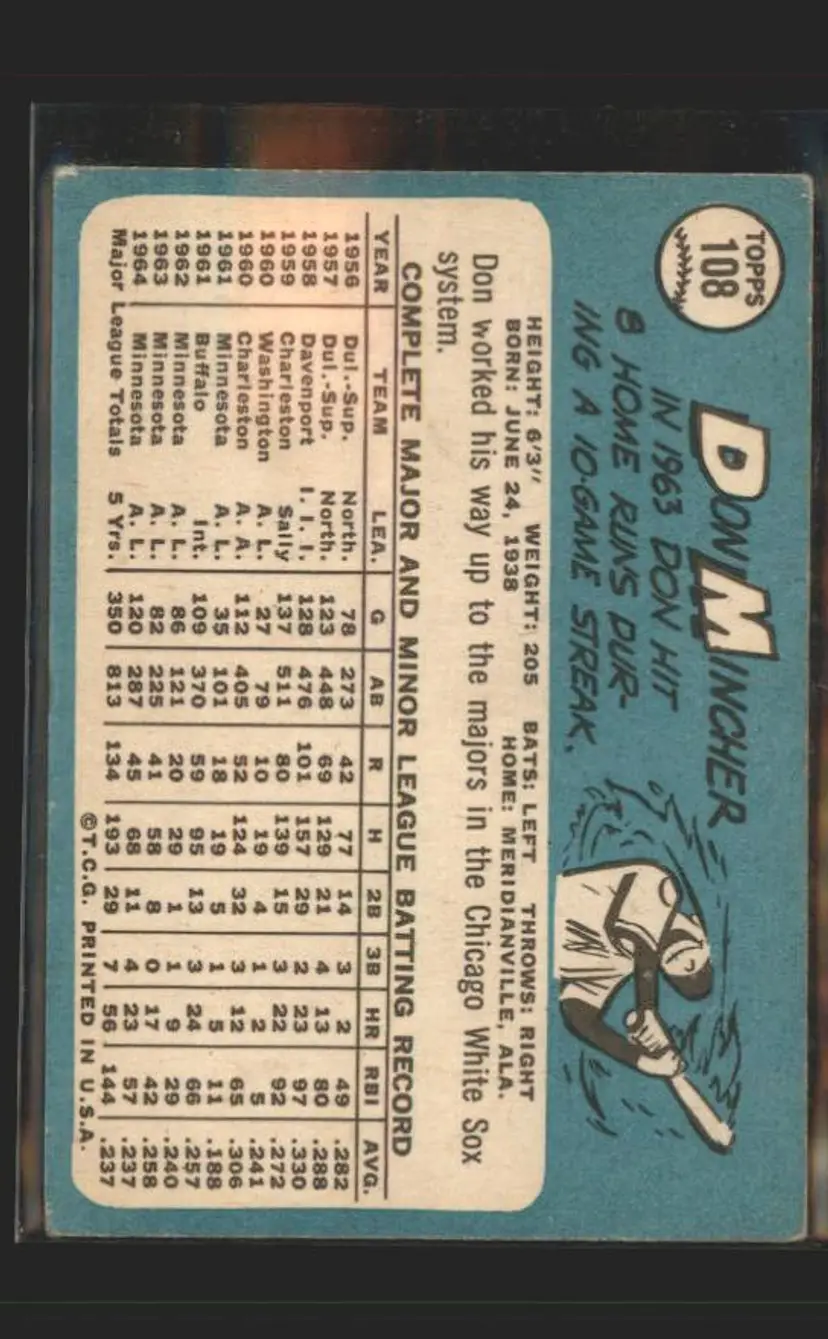 TOPPS
108
DON MINCHER
IN 1963 DON HIT
8 HOME RUNS DUR-
ING A 10-GAME STREAK.
HEIGHT: 6'3" WEIGHT: 205 BATS: LEFT THROWS: RIGHT
BORN: JUNE 24, 1938 HOME: MERIDIANVILLE, ALA.
Don worked his way up to the majors in the Chicago White Sox
system.
COMPLETE MAJOR AND MINOR LEAGUE BATTING RECORD
YEAR TEAM LEA. G AB R H 2B 3B HR RBI AVG.
1956 Dul.-Sup. North. 78 273 42 77 14 3 2 49 .282
1957 Dul.-Sup. North. 123 448 69 129 21 4 13 80 .288
1958 Davenport I. I. I. 128 476 101 157 29 2 23 97 .330
1959 Charleston Sally 137 511 80 139 15 3 22 92 .272
1960 Washington A. L. 27 79 10 19 4 1 2 5 .241
1960 Charleston A. A. 112 405 52 124 32 3 12 65 .306
1961 Minnesota A. L. 35 101 18 19 5 1 5 11 .188
1961 Buffalo Int. 109 370 59 95 13 3 24 66 .257
1962 Minnesota A. L. 86 121 20 29 1 1 9 29 .240
1963 Minnesota A. L. 82 225 41 58 8 0 17 42 .258
1964 Minnesota A. L. 120 287 45 68 11 4 23 57 .237
Major League Totals 5 Yrs. 350 813 134 193 29 7 56 144 .237
©T.C.G. PRINTED IN U.S.A.